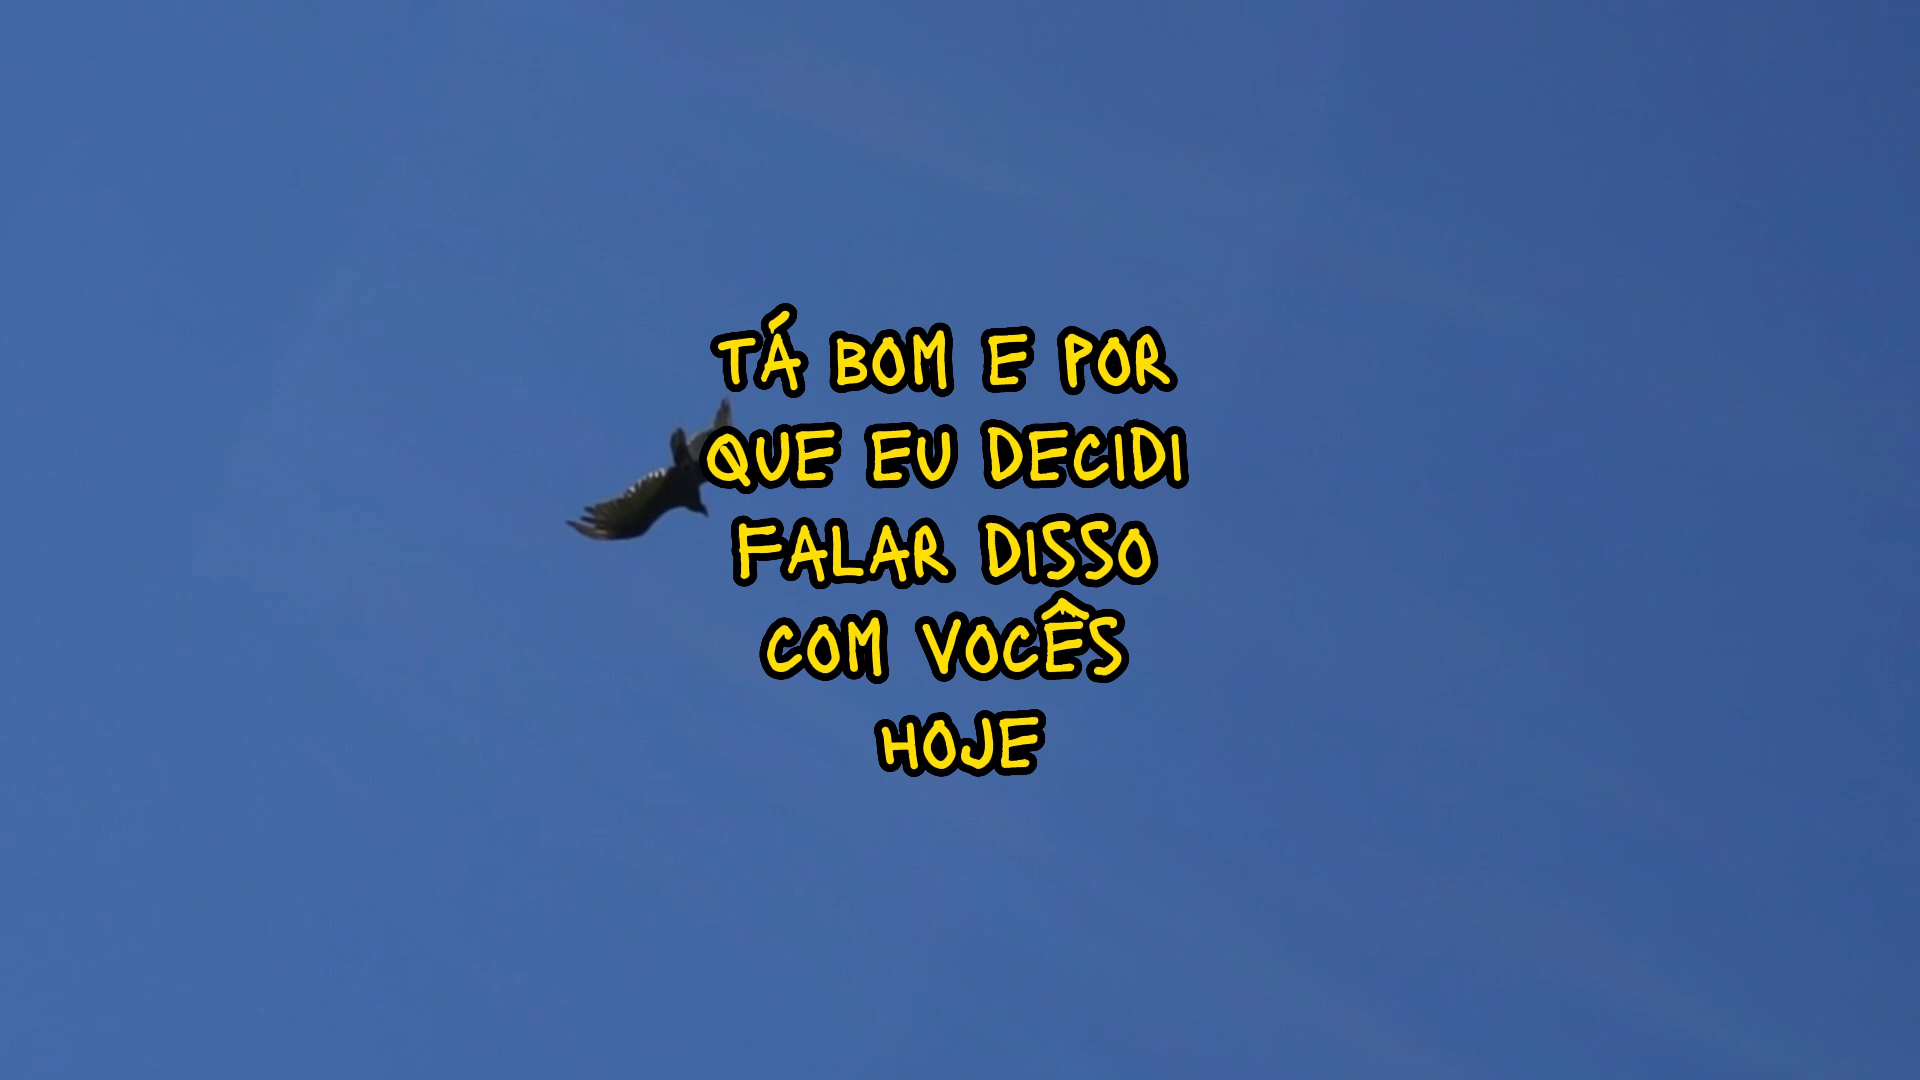 TÁ BOM E POR
QUE EU DECIDI
FALAR DISSO
COM VOCÊS
HOJE